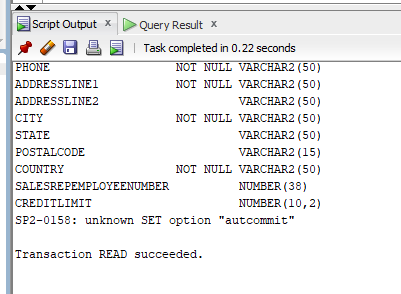 Script Output x Query Result x
Task completed in 0.22 seconds
PHONE NOT NULL VARCHAR2(50)
ADDRESSLINE1 NOT NULL VARCHAR2(50)
ADDRESSLINE2 VARCHAR2(50)
CITY NOT NULL VARCHAR2(50)
STATE VARCHAR2(50)
POSTALCODE VARCHAR2(15)
COUNTRY NOT NULL VARCHAR2(50)
SALESREPEMPLOYEENUMBER NUMBER(38)
CREDITLIMIT NUMBER(10,2)
SP2-0158: unknown SET option "autcommit"
Transaction READ succeeded.